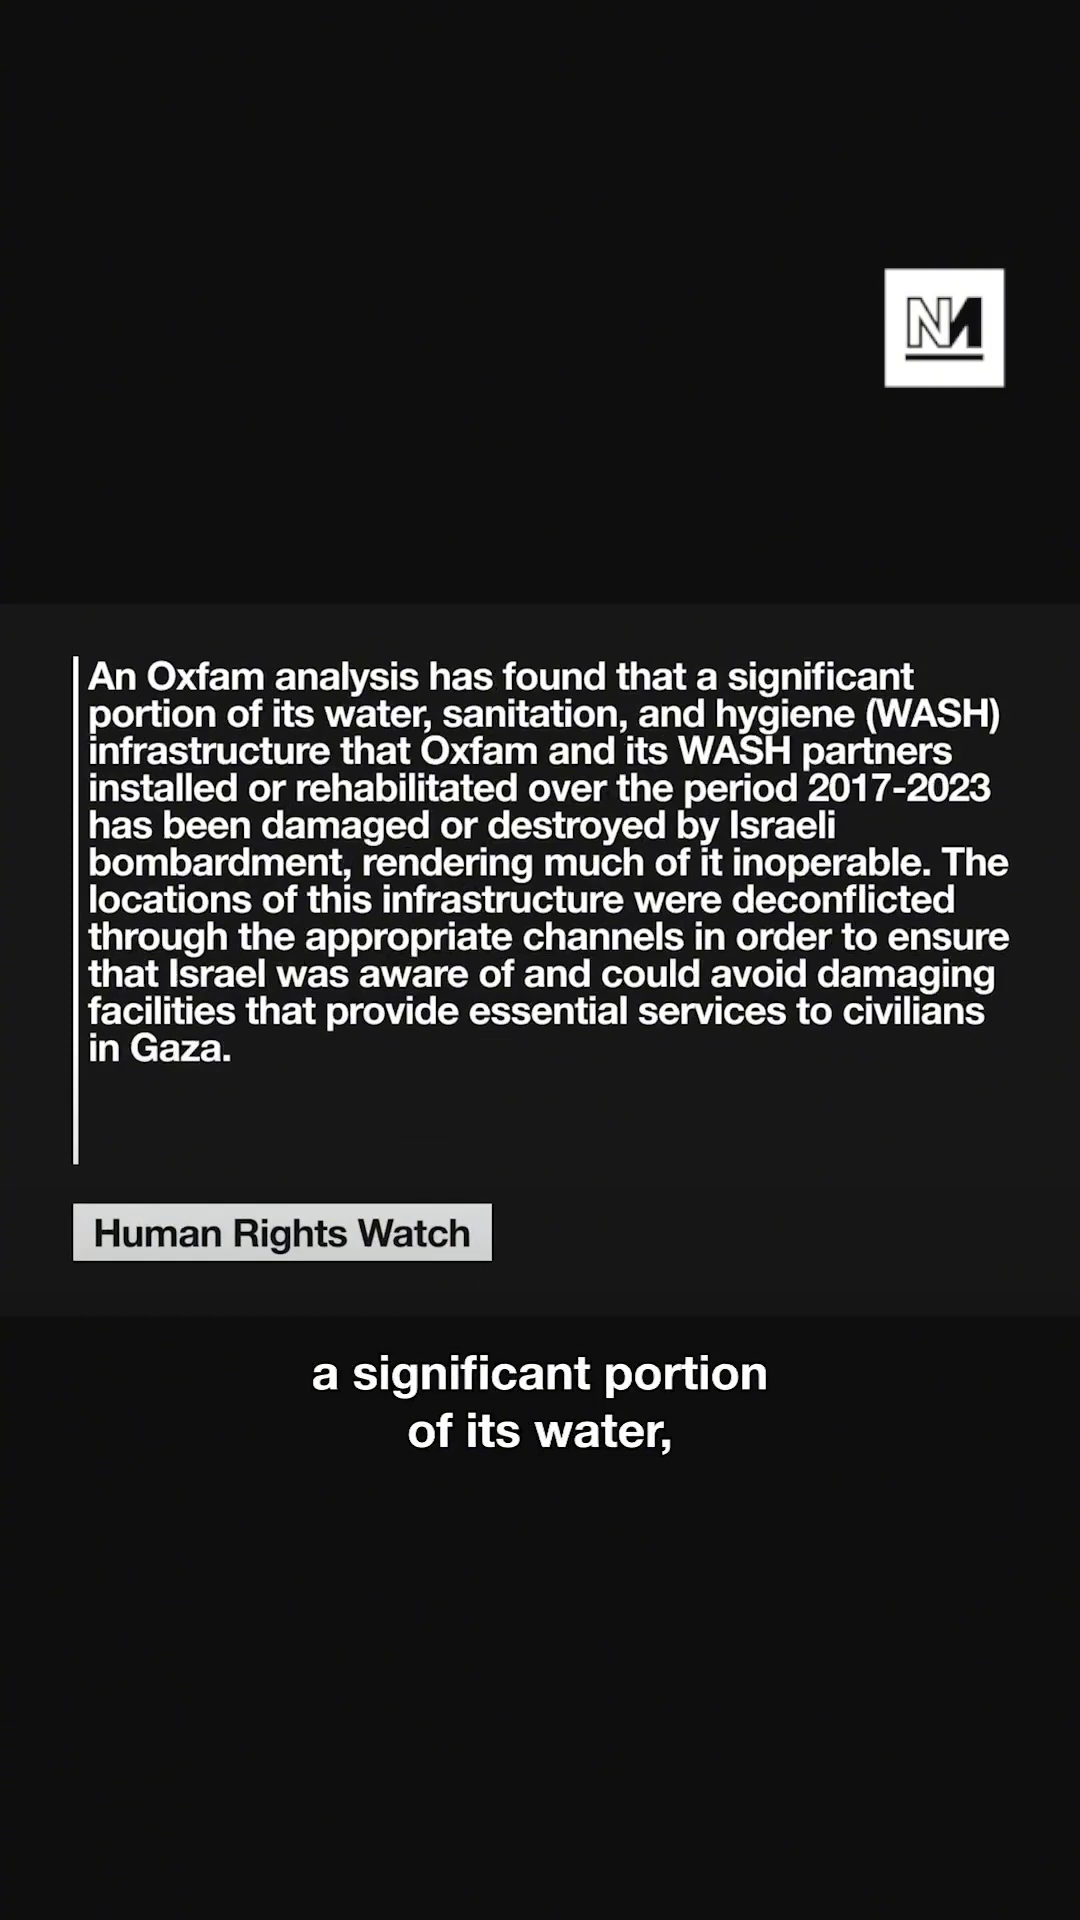 NM
An Oxfam analysis has found that a significant
portion of its water, sanitation, and hygiene (WASH)
infrastructure that Oxfam and its WASH partners
installed or rehabilitated over the period 2017-2023
has been damaged or destroyed by Israeli
bombardment, rendering much of it inoperable. The
locations of this infrastructure were deconflicted
through the appropriate channels in order to ensure
that Israel was aware of and could avoid damaging
facilities that provide essential services to civilians
in Gaza.
Human Rights Watch
a significant portion
of its water,